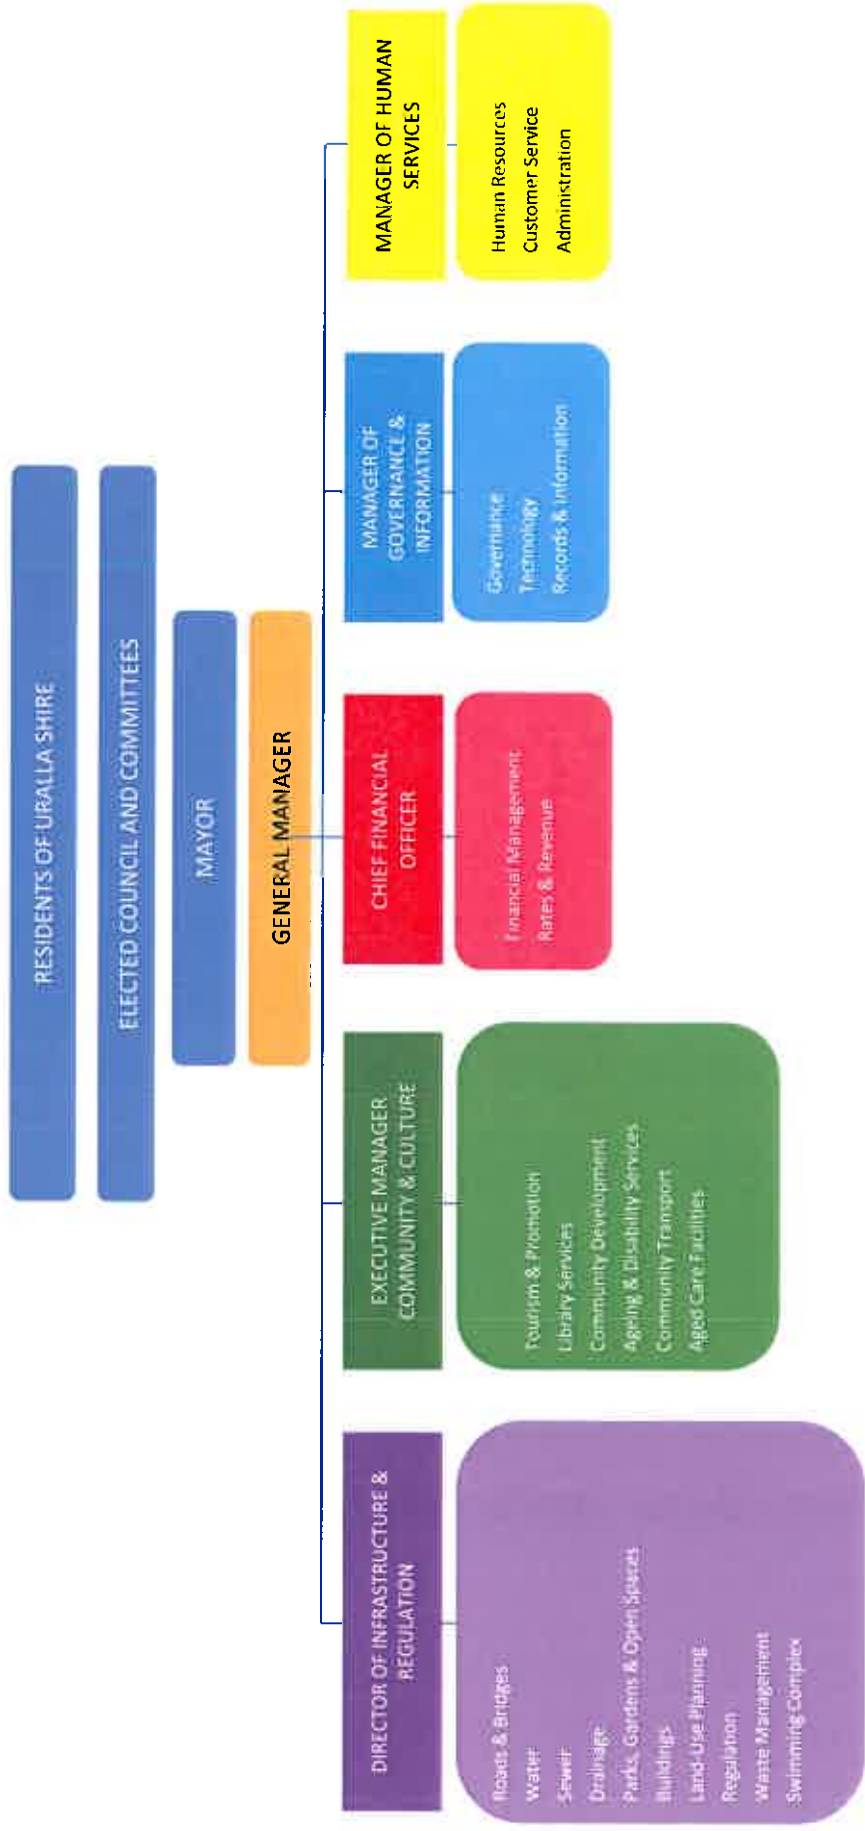 RESIDENTS OF URALLA SHIRE
ELECTED COUNCIL AND COMMITTEES
MAYOR
GENERAL MANAGER
DIRECTOR OF INFRASTRUCTURE &
REGULATION
Roads & Bridges
Water
Sewer
Drainage
Parks, Gardens & Open Spaces
Buildings
Land-Use Planning
Regulation
Waste Management
Swimming Complex
EXECUTIVE MANAGER
COMMUNITY & CULTURE
Tourism & Promotion
Library Services
Community Development
Ageing & Disability Services
Community Transport
Aged Care Facilities
CHIEF FINANCIAL
OFFICER
Financial Management
Rates & Revenue
MANAGER OF
GOVERNANCE &
INFORMATION
Governance
Technology
Records & Information
MANAGER OF HUMAN
SERVICES
Human Resources
Customer Service
Administration